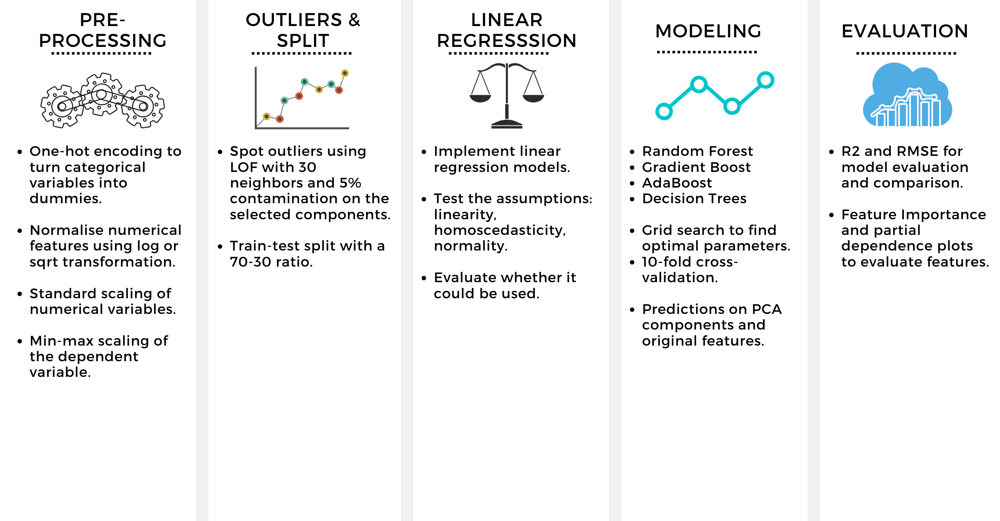 PRE-
PROCESSING
One-hot encoding to
turn categorical
variables into
dummies.
Normalise numerical
features using log or
sqrt transformation.
Standard scaling of
numerical variables.
Min-max scaling of
the dependent
variable.
OUTLIERS &
SPLIT
Spot outliers using
LOF with 30
neighbors and 5%
contamination on the
selected components.
Train-test split with a
70-30 ratio.
LINEAR
REGRESSSION
Implement linear
regression models.
Test the assumptions:
linearity,
homoscedasticity,
normality.
Evaluate whether it
could be used.
MODELING
Random Forest
Gradient Boost
AdaBoost
Decision Trees
Grid search to find
optimal parameters.
10-fold cross-
validation.
Predictions on PCA
components and
original features.
EVALUATION
R2 and RMSE for
model evaluation
and comparison.
Feature Importance
and partial
dependence plots
to evaluate features.